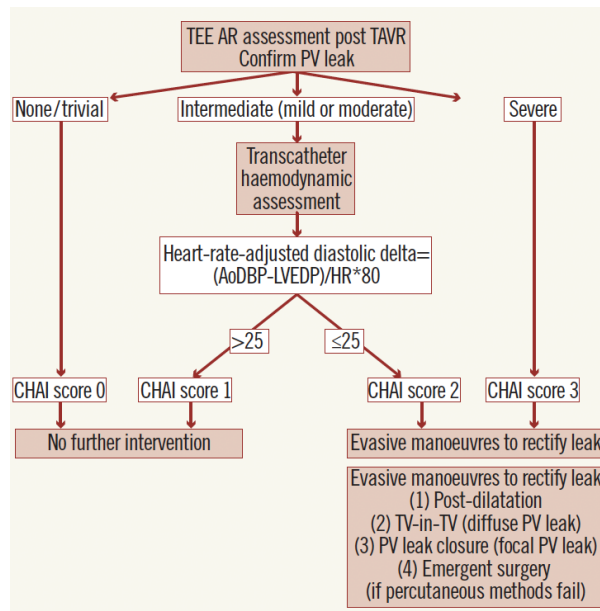 TEE AR assessment post TAVR
Confirm PV leak
None/trivial
Intermediate (mild or moderate)
Severe
Transcatheter
haemodynamic
assessment
Heart-rate-adjusted diastolic delta=
(AoDBP-LVEDP)/HR*80
>25
≤25
CHAI score 0
CHAI score 1
CHAI score 2
CHAI score 3
No further intervention
Evasive manoeuvres to rectify leak
Evasive manoeuvres to rectify leak
(1) Post-dilatation
(2) TV-in-TV (diffuse PV leak)
(3) PV leak closure (focal PV leak)
(4) Emergent surgery
(if percutaneous methods fail)